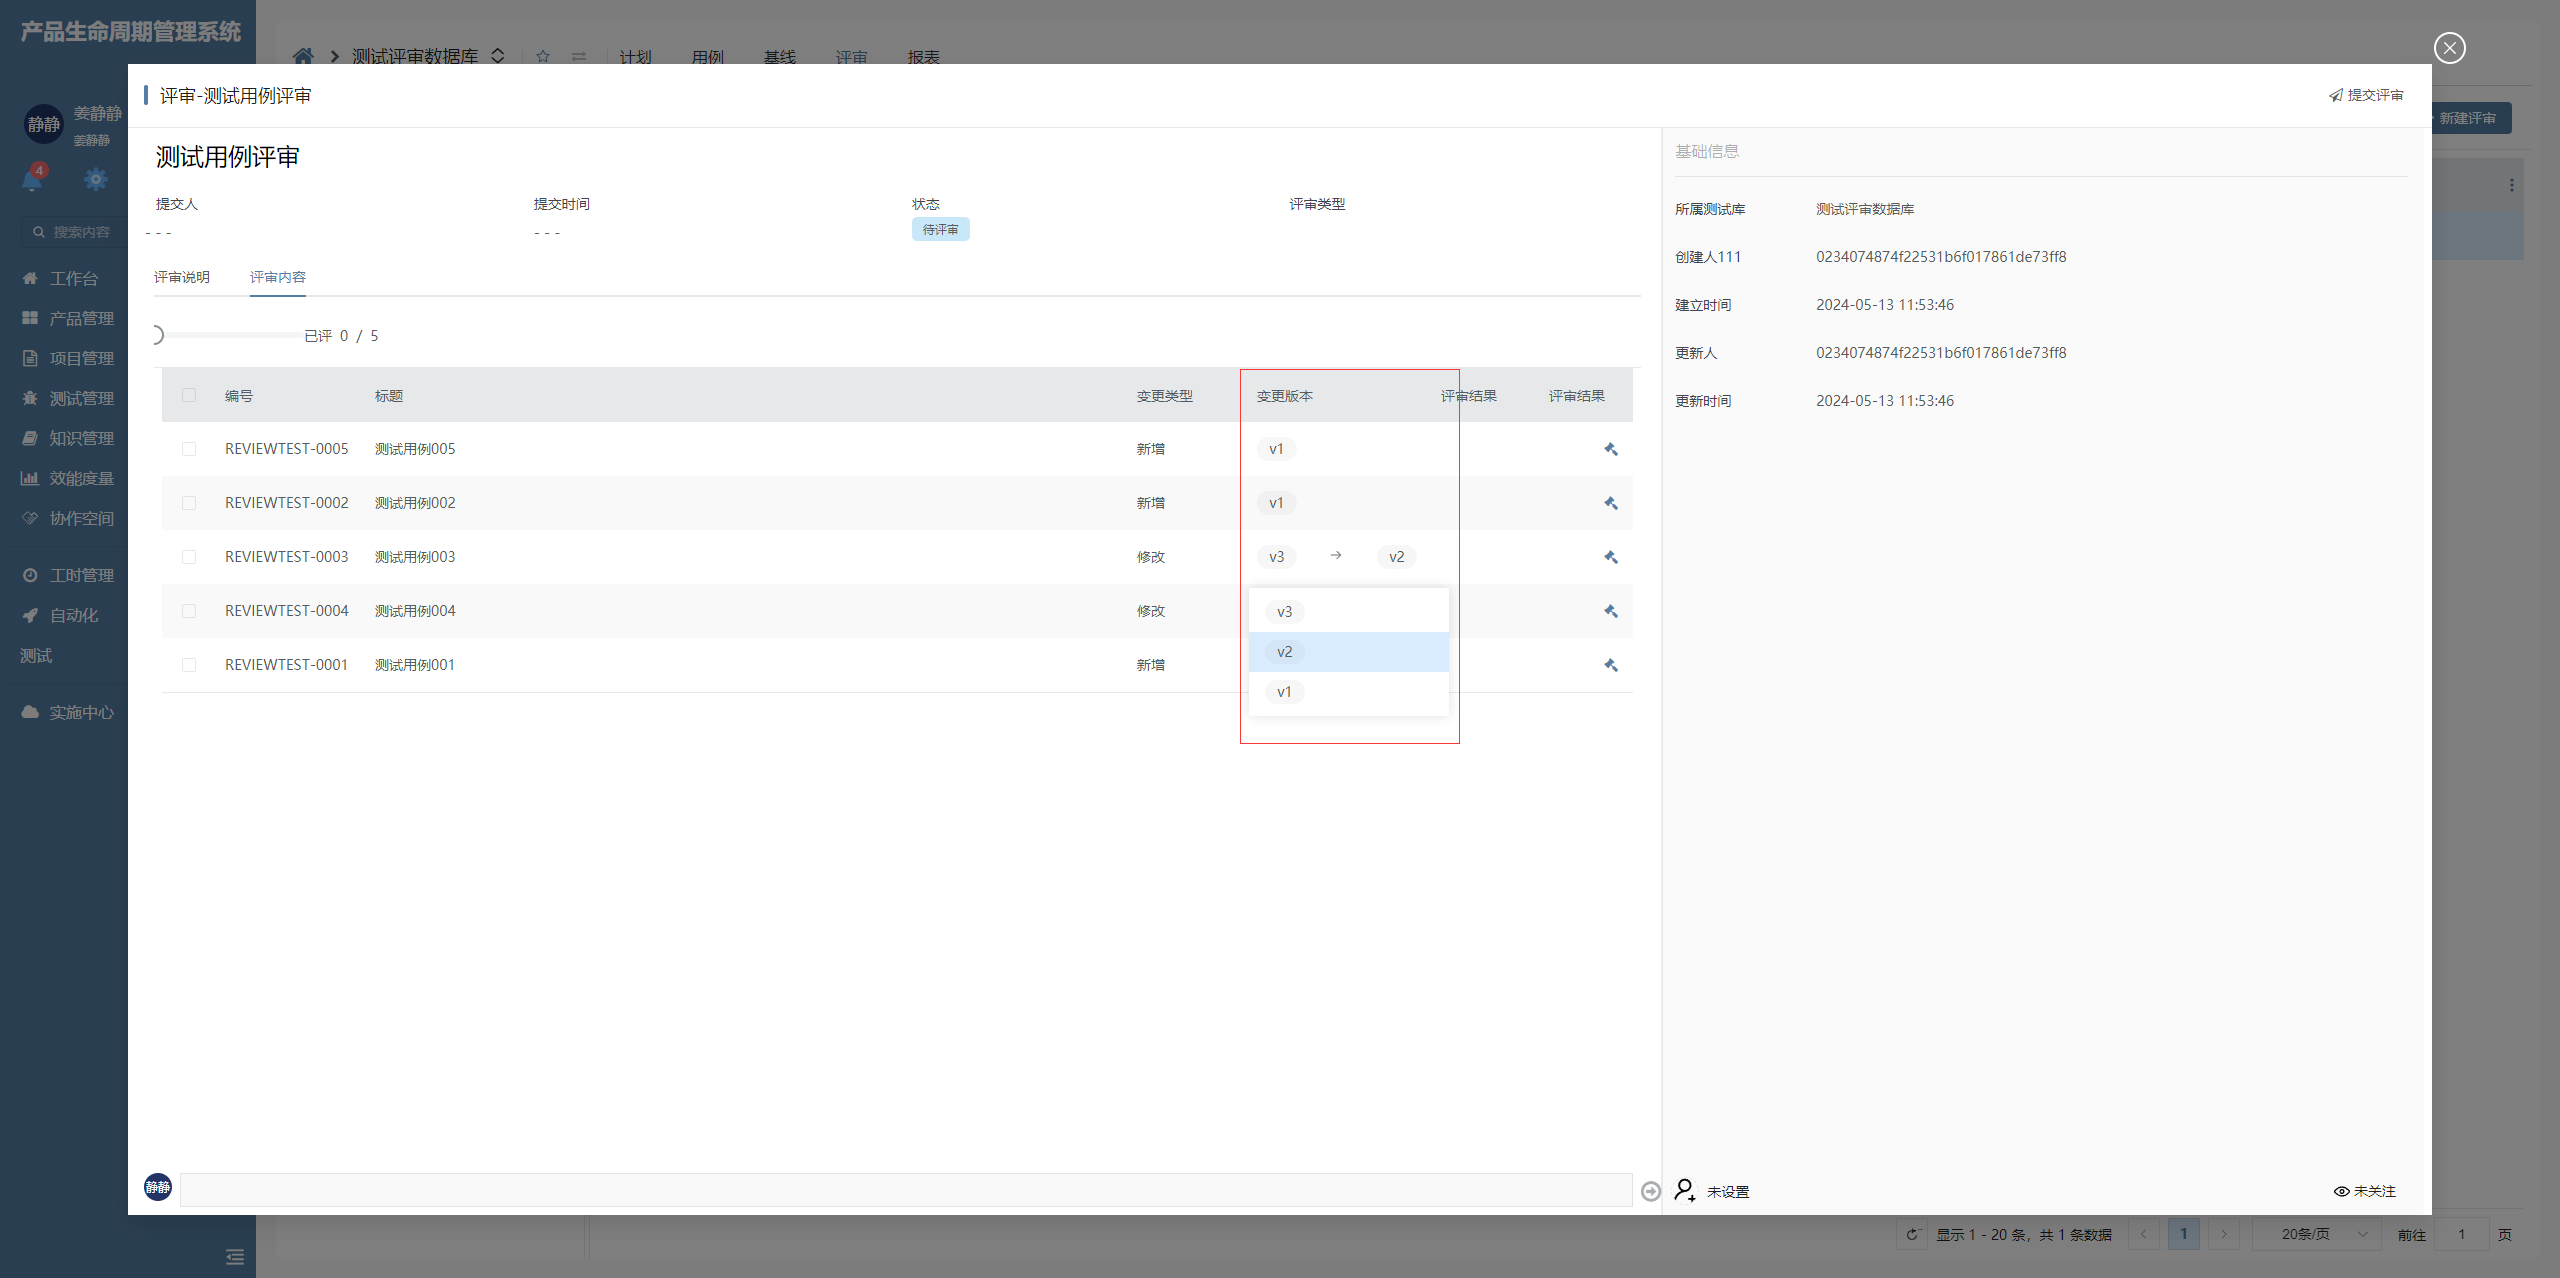 产品生命周期管理系统
静静
姜静静
姜静静
4
搜索内容
工作台
产品管理
项目管理
测试管理
知识管理
效能度量
协作空间
工时管理
自动化
测试
实施中心
测试评审数据库
计划
用例
基线
评审
报表
新建评审
评审-测试用例评审
提交评审
测试用例评审
提交人
提交时间
状态
评审类型
---
---
待评审
评审说明
评审内容
已评 0 / 5
编号 标题 变更类型 变更版本 评审结果 评审结果
REVIEWTEST-0005 测试用例005 新增 v1
REVIEWTEST-0002 测试用例002 新增 v1
REVIEWTEST-0003 测试用例003 修改 v3 → v2
REVIEWTEST-0004 测试用例004 修改
REVIEWTEST-0001 测试用例001 新增
v3
v2
v1
基础信息
所属测试库 测试评审数据库
创建人111 0234074874f22531b6f017861de73ff8
建立时间 2024-05-13 11:53:46
更新人 0234074874f22531b6f017861de73ff8
更新时间 2024-05-13 11:53:46
静静
未设置
未关注
显示 1 - 20 条，共 1 条数据
1
20条/页
前往 1 页